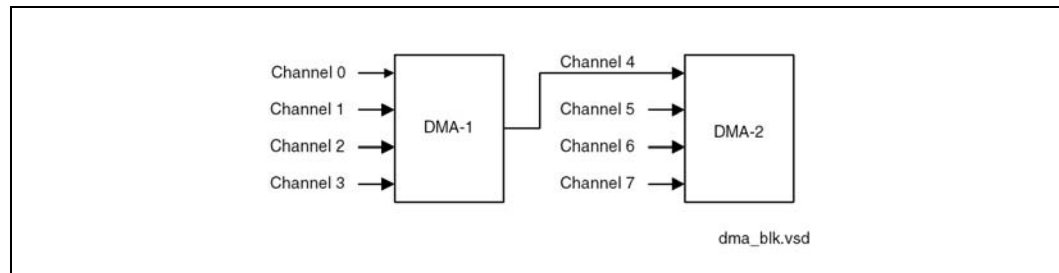 Channel 0
Channel 1
Channel 2
Channel 3
DMA-1
Channel 4
Channel 5
Channel 6
Channel 7
DMA-2
dma_blk.vsd